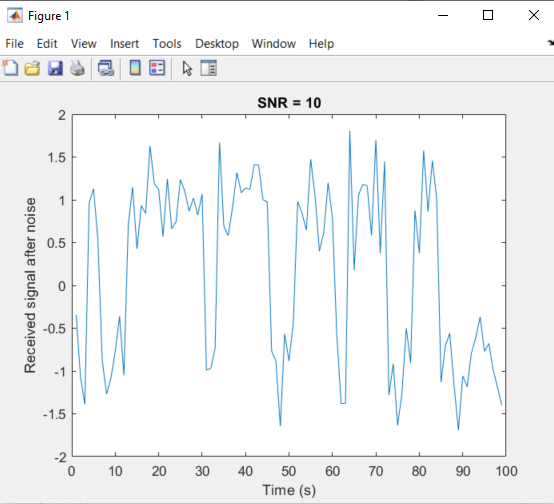 Figure 1
File Edit View Insert Tools Desktop Window Help
SNR = 10
Received signal after noise
2
1.5
1
0.5
0
-0.5
-1
-1.5
-2
0 10 20 30 40 50 60 70 80 90 100
Time (s)